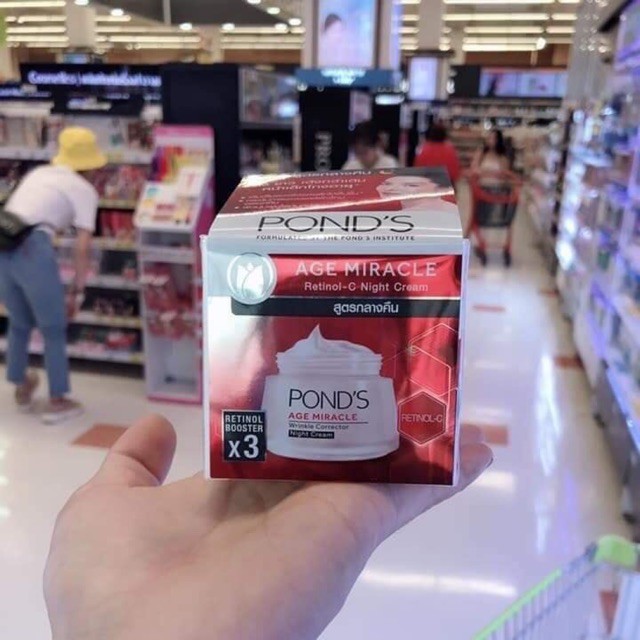 POND'S
FORMULATED BY THE POND'S INSTITUTE
AGE MIRACLE
Retinol-C Night Cream
สูตรกลางคืน
POND'S
AGE MIRACLE
Wrinkle Corrector
Night Cream
RETINOL-C
RETINOL
BOOSTER
x3